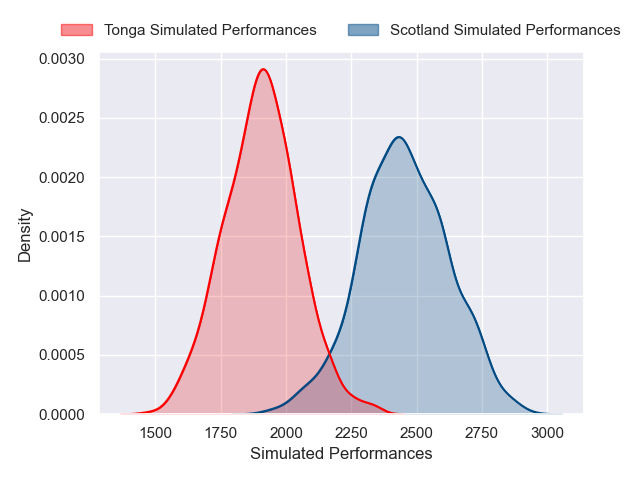 Tonga Simulated Performances Scotland Simulated Performances
0.0030
0.0025
0.0020
0.0015
0.0010
0.0005
0.0000
Density
1500 1750 2000 2250 2500 2750 3000
Simulated Performances